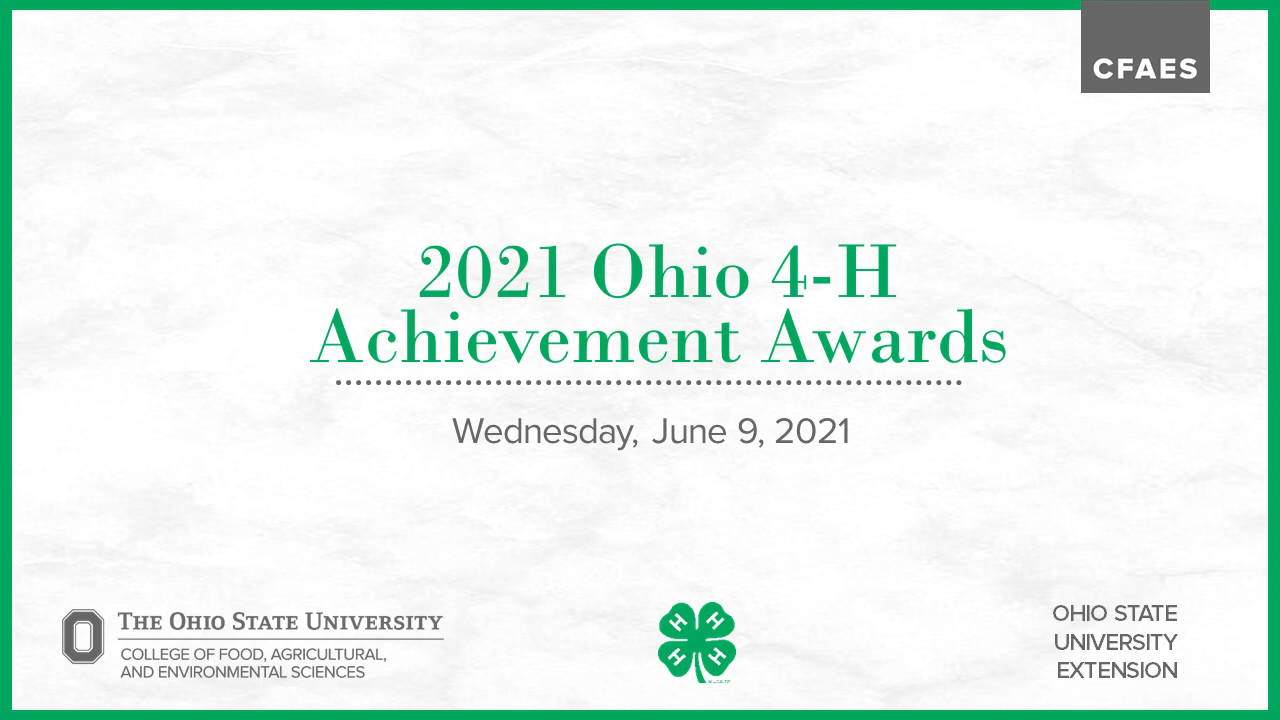 CFAES
2021 Ohio 4-H
Achievement Awards
Wednesday, June 9, 2021
THE OHIO STATE UNIVERSITY
COLLEGE OF FOOD, AGRICULTURAL,
AND ENVIRONMENTAL SCIENCES
H H
H H
OHIO STATE
UNIVERSITY
EXTENSION